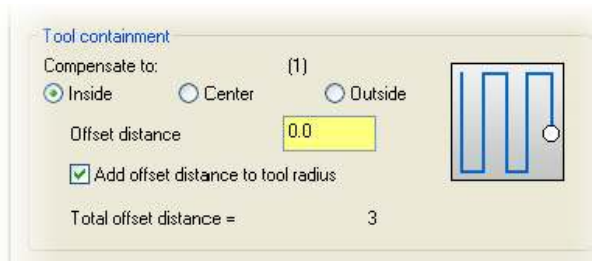 Tool containment
Compensate to: (1)
Inside Center Outside
Offset distance 0.0
Add offset distance to tool radius
Total offset distance = 3